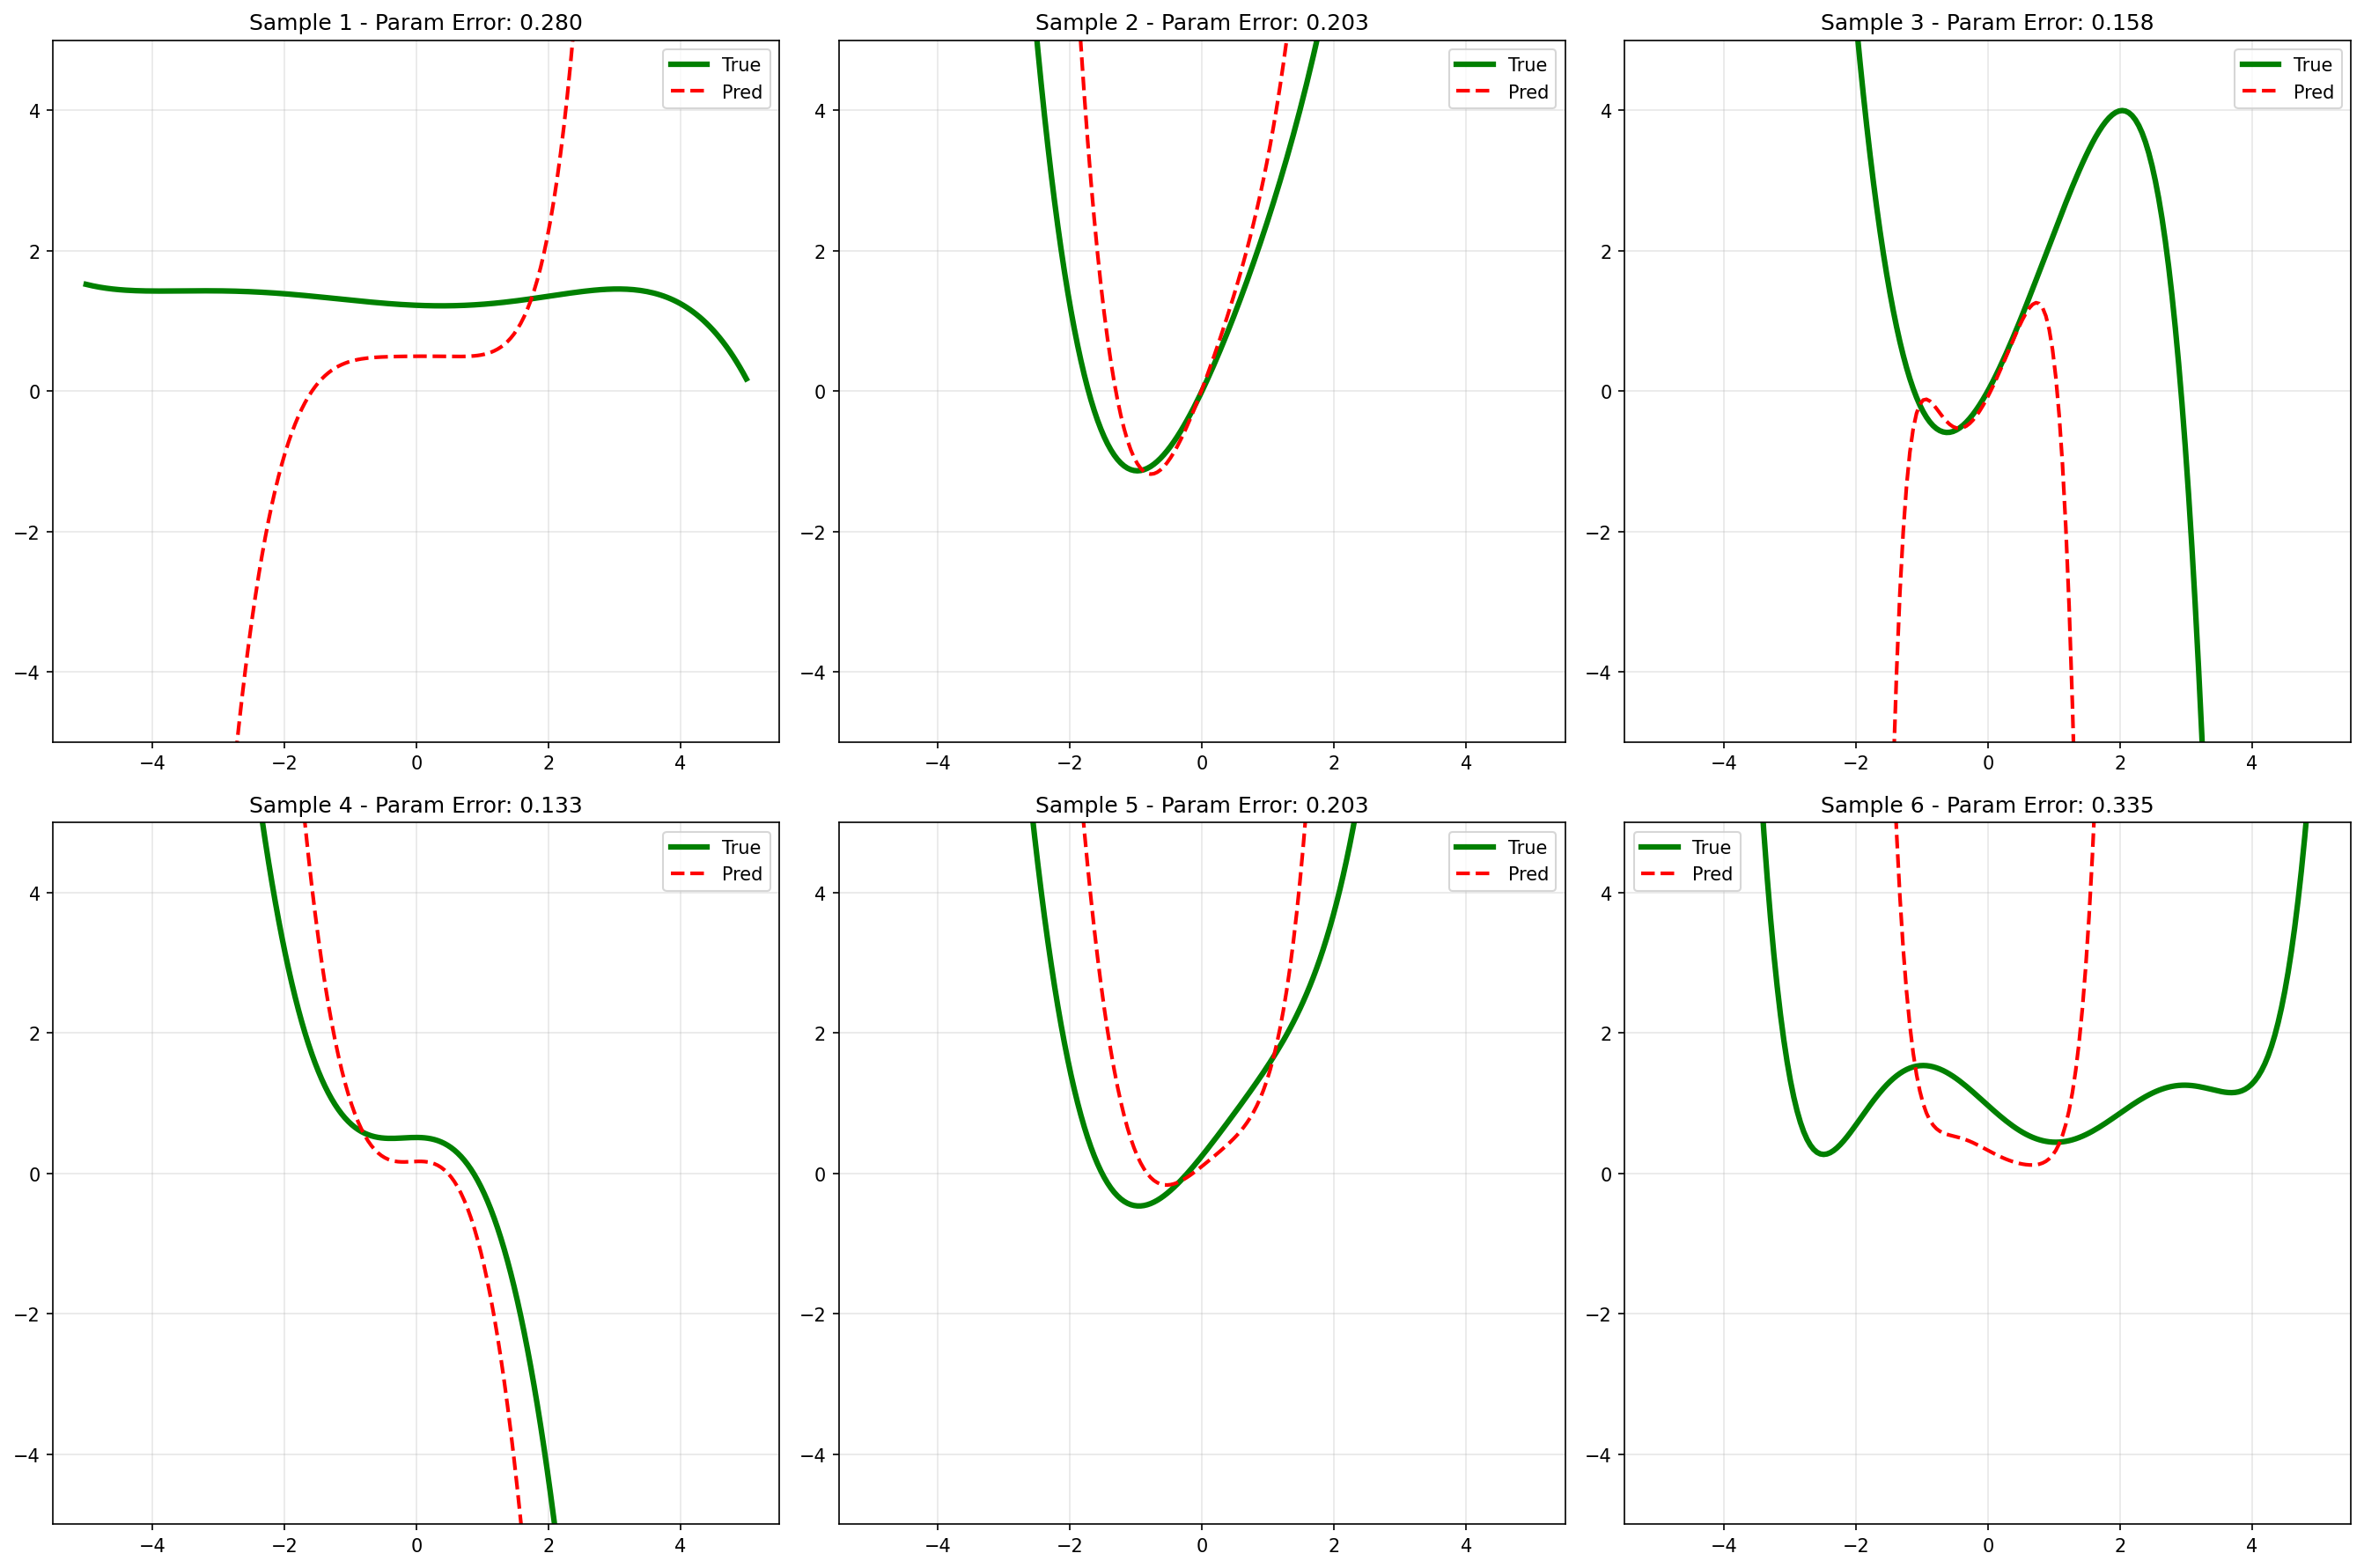 Sample 1 - Param Error: 0.280
True
Pred
4
2
0
−2
−4
−4 −2 0 2 4
Sample 2 - Param Error: 0.203
True
Pred
4
2
0
−2
−4
−4 −2 0 2 4
Sample 3 - Param Error: 0.158
True
Pred
4
2
0
−2
−4
−4 −2 0 2 4
Sample 4 - Param Error: 0.133
True
Pred
4
2
0
−2
−4
−4 −2 0 2 4
Sample 5 - Param Error: 0.203
True
Pred
4
2
0
−2
−4
−4 −2 0 2 4
Sample 6 - Param Error: 0.335
True
Pred
4
2
0
−2
−4
−4 −2 0 2 4